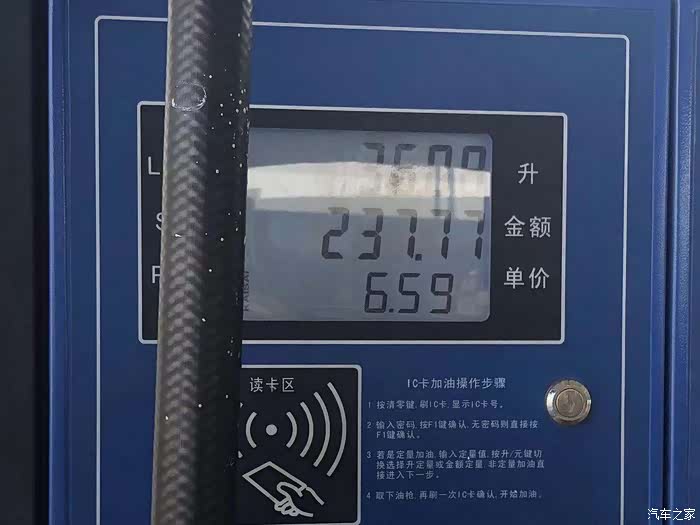 36.08
升
237.77
金额
6.59
单价
读卡区
IC卡加油操作步骤
1 按清零键,刷IC卡,显示IC卡号。
2 输入密码,按F1键确认,无密码则直接按
F1键确认。
3 若是定量加油,输入定量值,按升/元键切
换选择升定量或金额定量,非定量加油直
接进入下一步。
4 取下油枪,再刷一次IC卡确认,开始加油。
汽车之家